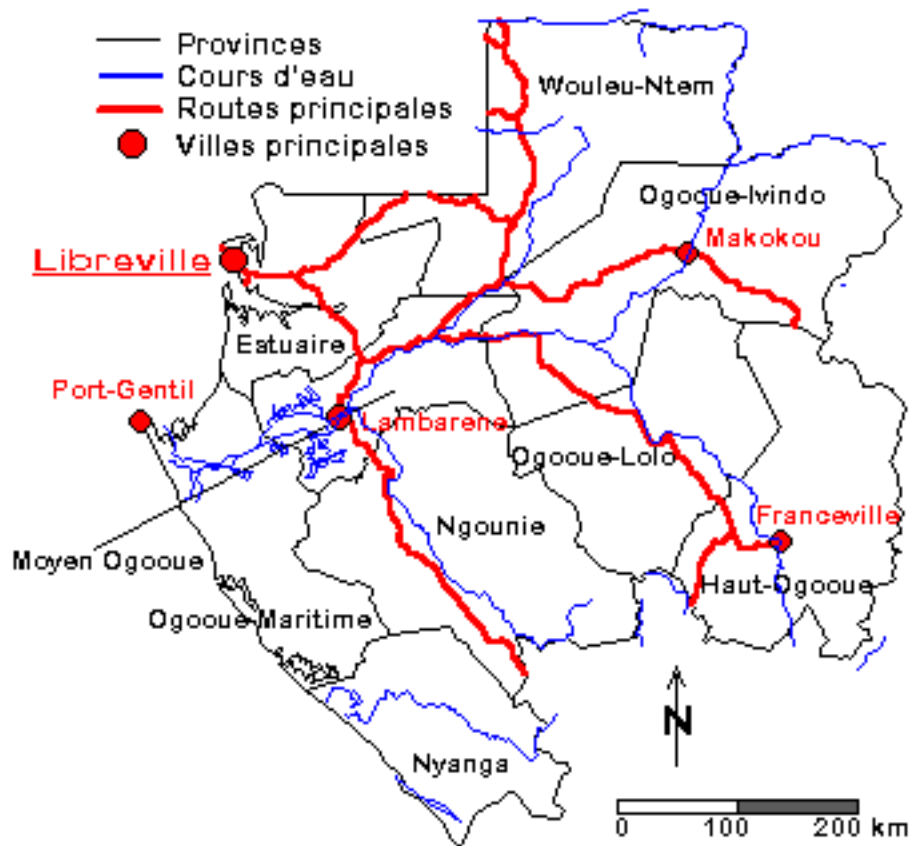 Provinces
Cours d'eau
Routes principales
Villes principales
Wouleu-Ntem
Ogooue-Ivindo
Makokou
Libreville
Estuaire
Port-Gentil
Lambarene
Ogooue-Lolo
Ngounie
Franceville
Moyen Ogooue
Haut-Ogooue
Ogooue-Maritime
N
Nyanga
0 100 200 km